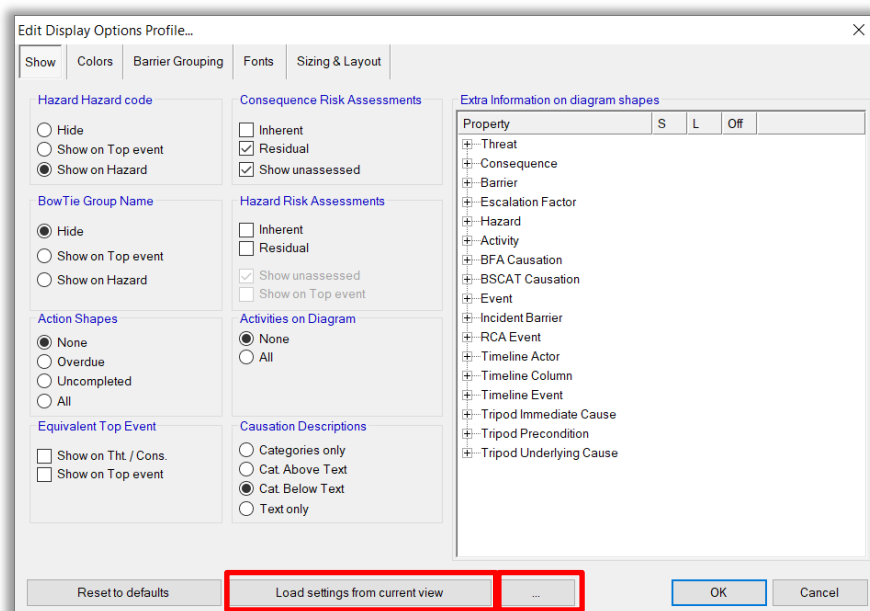 Edit Display Options Profile...
Show Colors Barrier Grouping Fonts Sizing & Layout
Hazard Hazard code
Hide
Show on Top event
Show on Hazard
BowTie Group Name
Hide
Show on Top event
Show on Hazard
Action Shapes
None
Overdue
Uncompleted
All
Equivalent Top Event
Show on Tht. / Cons.
Show on Top event
Consequence Risk Assessments
Inherent
Residual
Show unassessed
Hazard Risk Assessments
Inherent
Residual
Show unassessed
Show on Top event
Activities on Diagram
None
All
Causation Descriptions
Categories only
Cat. Above Text
Cat. Below Text
Text only
Extra Information on diagram shapes
Property S L Off
Threat
Consequence
Barrier
Escalation Factor
Hazard
Activity
BFA Causation
BSCAT Causation
Event
Incident Barrier
RCA Event
Timeline Actor
Timeline Column
Timeline Event
Tripod Immediate Cause
Tripod Precondition
Tripod Underlying Cause
Reset to defaults Load settings from current view ... OK Cancel